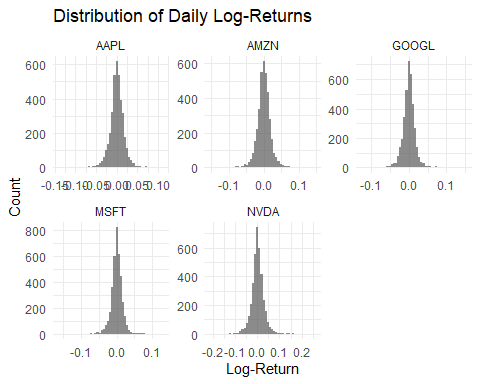 Distribution of Daily Log-Returns
AAPL AMZN GOOGL
600 600 600
400 400 400
200 200 200
0 0 0
-0.15-0.10-0.05 0.00 0.05 0.10 -0.1 0.0 0.1 -0.1 0.0 0.1
Count
MSFT NVDA
800
600 600
400 400
200 200
0 0
-0.1 0.0 0.1 -0.2 -0.1 0.0 0.1 0.2
Log-Return